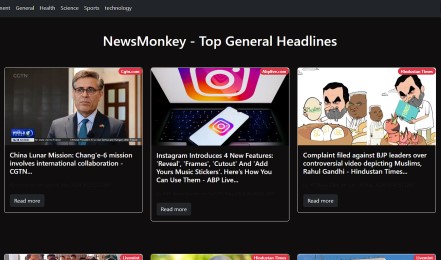 ment General Health Science Sports technology
NewsMonkey - Top General Headlines
Cgtn.com
CGTN
Abplive.com
Hindustan Times
China Lunar Mission: Chang'e-6 mission
involves international collaboration -
CGTN...
Read more
Instagram Introduces 4 New Features:
'Reveal', 'Frames', 'Cutout' And 'Add
Yours Music Stickers'. Here's How You
Can Use Them - ABP Live...
Read more
Complaint filed against BJP leaders over
controversial video depicting Muslims,
Rahul Gandhi - Hindustan Times...
Read more
Livemint
Hindustan Times
Livemint